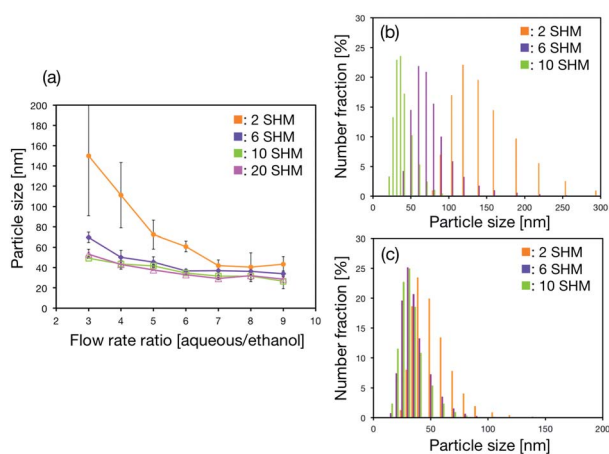 (a)
200
180
160
140
120
100
80
60
40
20
0
2 3 4 5 6 7 8 9 10
Particle size [nm]
Flow rate ratio [aqueous/ethanol]
: 2 SHM
: 6 SHM
: 10 SHM
: 20 SHM
(b)
30
25
20
15
10
5
0
0 50 100 150 200 250 300
Number fraction [%]
Particle size [nm]
: 2 SHM
: 6 SHM
: 10 SHM
(c)
30
25
20
15
10
5
0
0 50 100 150 200
Number fraction [%]
Particle size [nm]
: 2 SHM
: 6 SHM
: 10 SHM